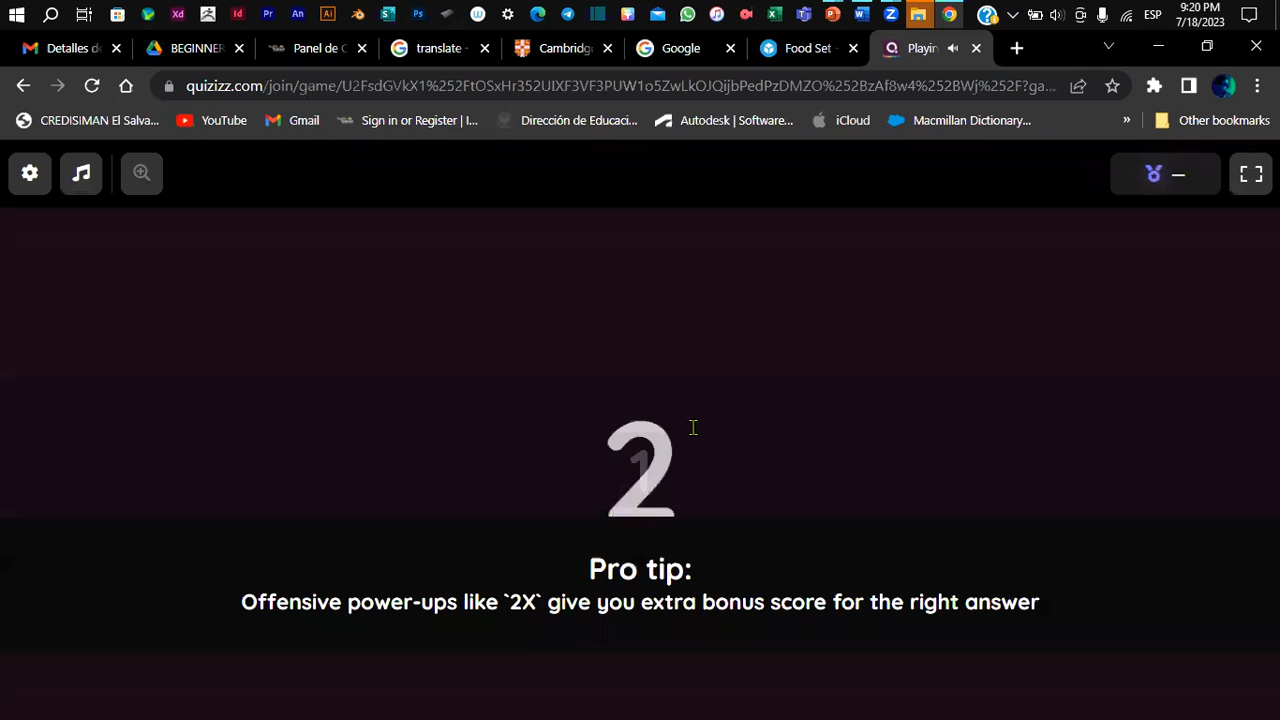 9:20 PM
ESP
7/18/2023
Detalles de
BEGINNER
Panel de C
translate -
Cambridg
Google
Food Set -
Playin
quizizz.com/join/game/U2FsdGVkX1%252FtOSxHr352UIXF3VF3PUW1o5ZwLkOJQijbPedPzDMZO%252BzAf8w4%252BWj%252F?ga...
CREDISIMAN El Salva...
YouTube
Gmail
Sign in or Register | I...
Dirección de Educaci...
Autodesk | Software...
iCloud
Macmillan Dictionary...
»
Other bookmarks
–
2
1
Pro tip:
Offensive power-ups like `2X` give you extra bonus score for the right answer